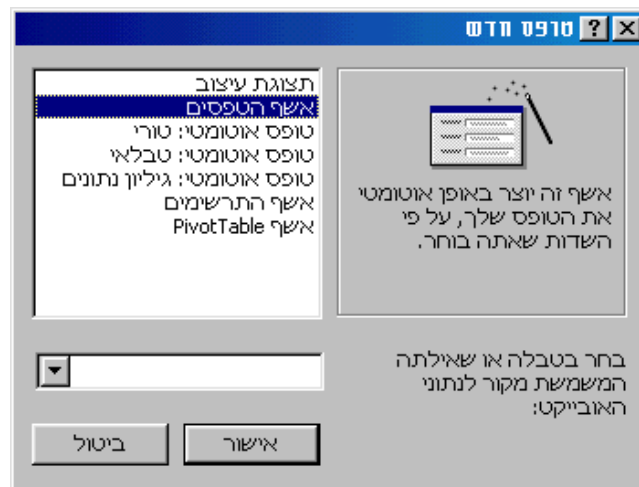 טופס חדש
תצוגת עיצוב
אשף הטפסים
טופס אוטומטי: טורי
טופס אוטומטי: טבלאי
טופס אוטומטי: גיליון נתונים
אשף התרשימים
אשף PivotTable
אשף זה יוצר באופן אוטומטי
את הטופס שלך, על פי
השדות שאתה בוחר.
בחר בטבלה או שאילתה
המשמשת מקור לנתוני
האובייקט:
אישור
ביטול